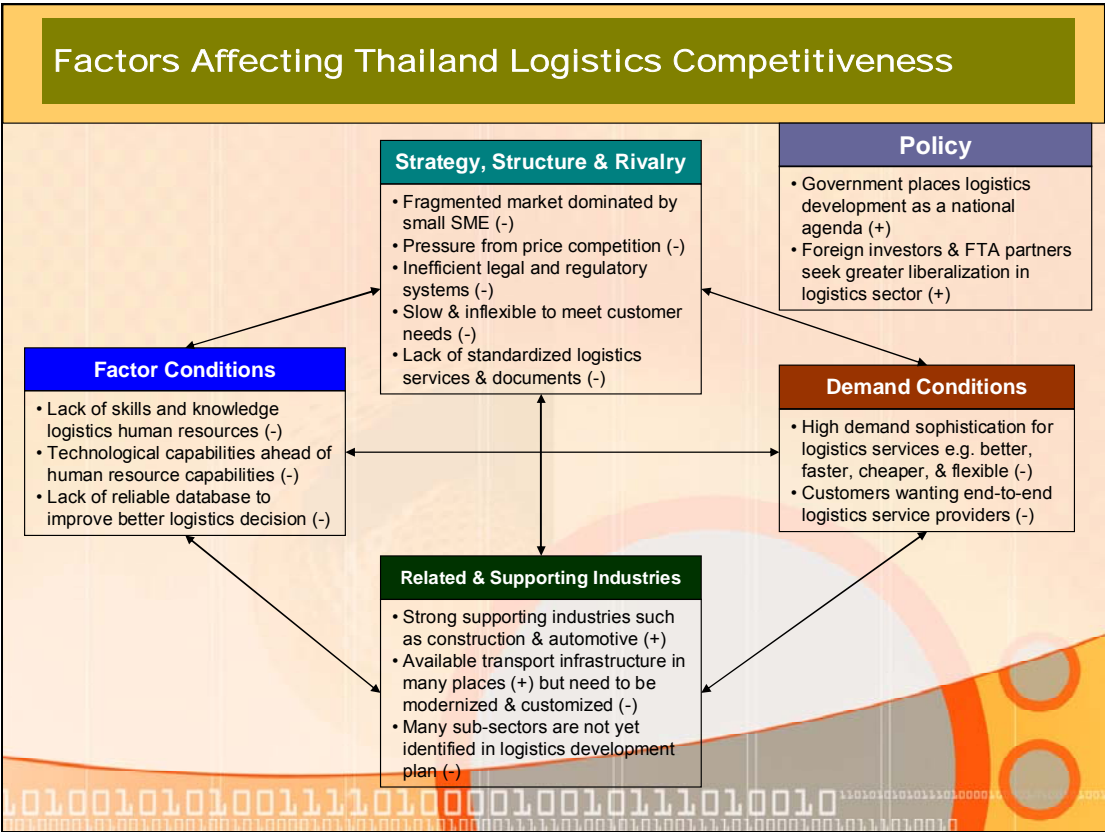 Factors Affecting Thailand Logistics Competitiveness
Strategy, Structure & Rivalry
• Fragmented market dominated by
small SME (-)
• Pressure from price competition (-)
• Inefficient legal and regulatory
systems (-)
• Slow & inflexible to meet customer
needs (-)
• Lack of standardized logistics
services & documents (-)
Policy
• Government places logistics
development as a national
agenda (+)
• Foreign investors & FTA partners
seek greater liberalization in
logistics sector (+)
Factor Conditions
• Lack of skills and knowledge
logistics human resources (-)
• Technological capabilities ahead of
human resource capabilities (-)
• Lack of reliable database to
improve better logistics decision (-)
Demand Conditions
• High demand sophistication for
logistics services e.g. better,
faster, cheaper, & flexible (-)
• Customers wanting end-to-end
logistics service providers (-)
Related & Supporting Industries
• Strong supporting industries such
as construction & automotive (+)
• Available transport infrastructure in
many places (+) but need to be
modernized & customized (-)
• Many sub-sectors are not yet
identified in logistics development
plan (-)